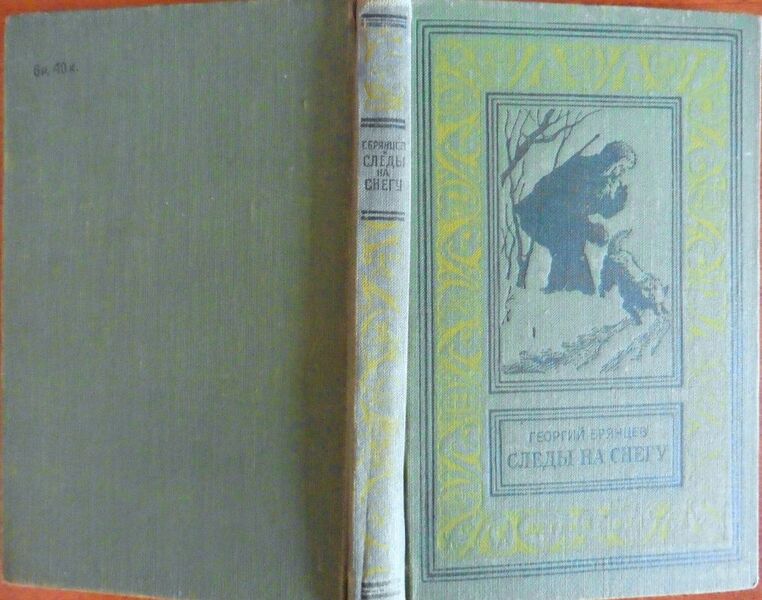 6р. 40к.
Г.БРЯНЦЕВ
СЛЕДЫ
НА
СНЕГУ
ГЕОРГИЙ БРЯНЦЕВ
СЛЕДЫ НА СНЕГУ